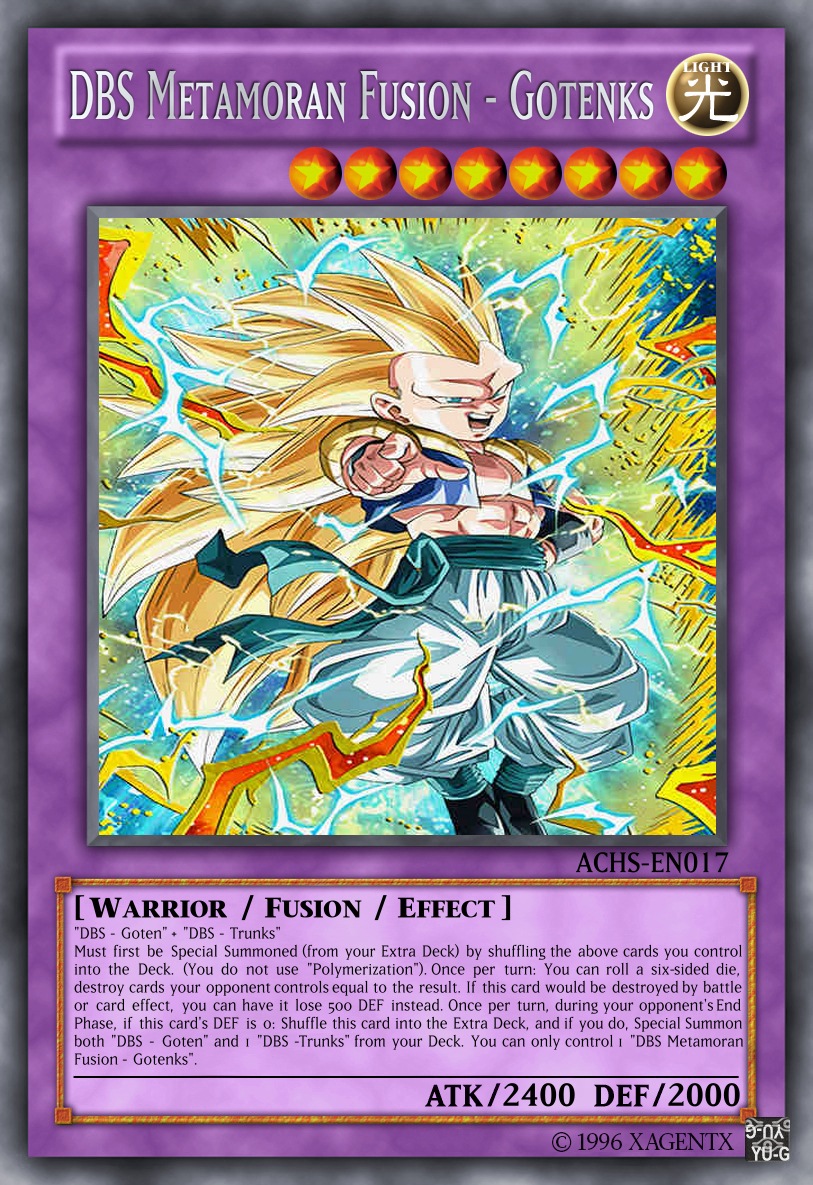 DBS Metamoran Fusion - Gotenks
LIGHT
光
ACHS-EN017
[ Warrior / Fusion / Effect ]
"DBS - Goten" + "DBS - Trunks"
Must first be Special Summoned (from your Extra Deck) by shuffling the above cards you control
into the Deck. (You do not use "Polymerization"). Once per turn: You can roll a six-sided die,
destroy cards your opponent controls equal to the result. If this card would be destroyed by battle
or card effect, you can have it lose 500 DEF instead. Once per turn, during your opponent's End
Phase, if this card's DEF is 0: Shuffle this card into the Extra Deck, and if you do, Special Summon
both "DBS - Goten" and 1 "DBS -Trunks" from your Deck. You can only control 1 "DBS Metamoran
Fusion - Gotenks".
ATK/2400 DEF/2000
© 1996 XAGENTX
YU-G
YU-G